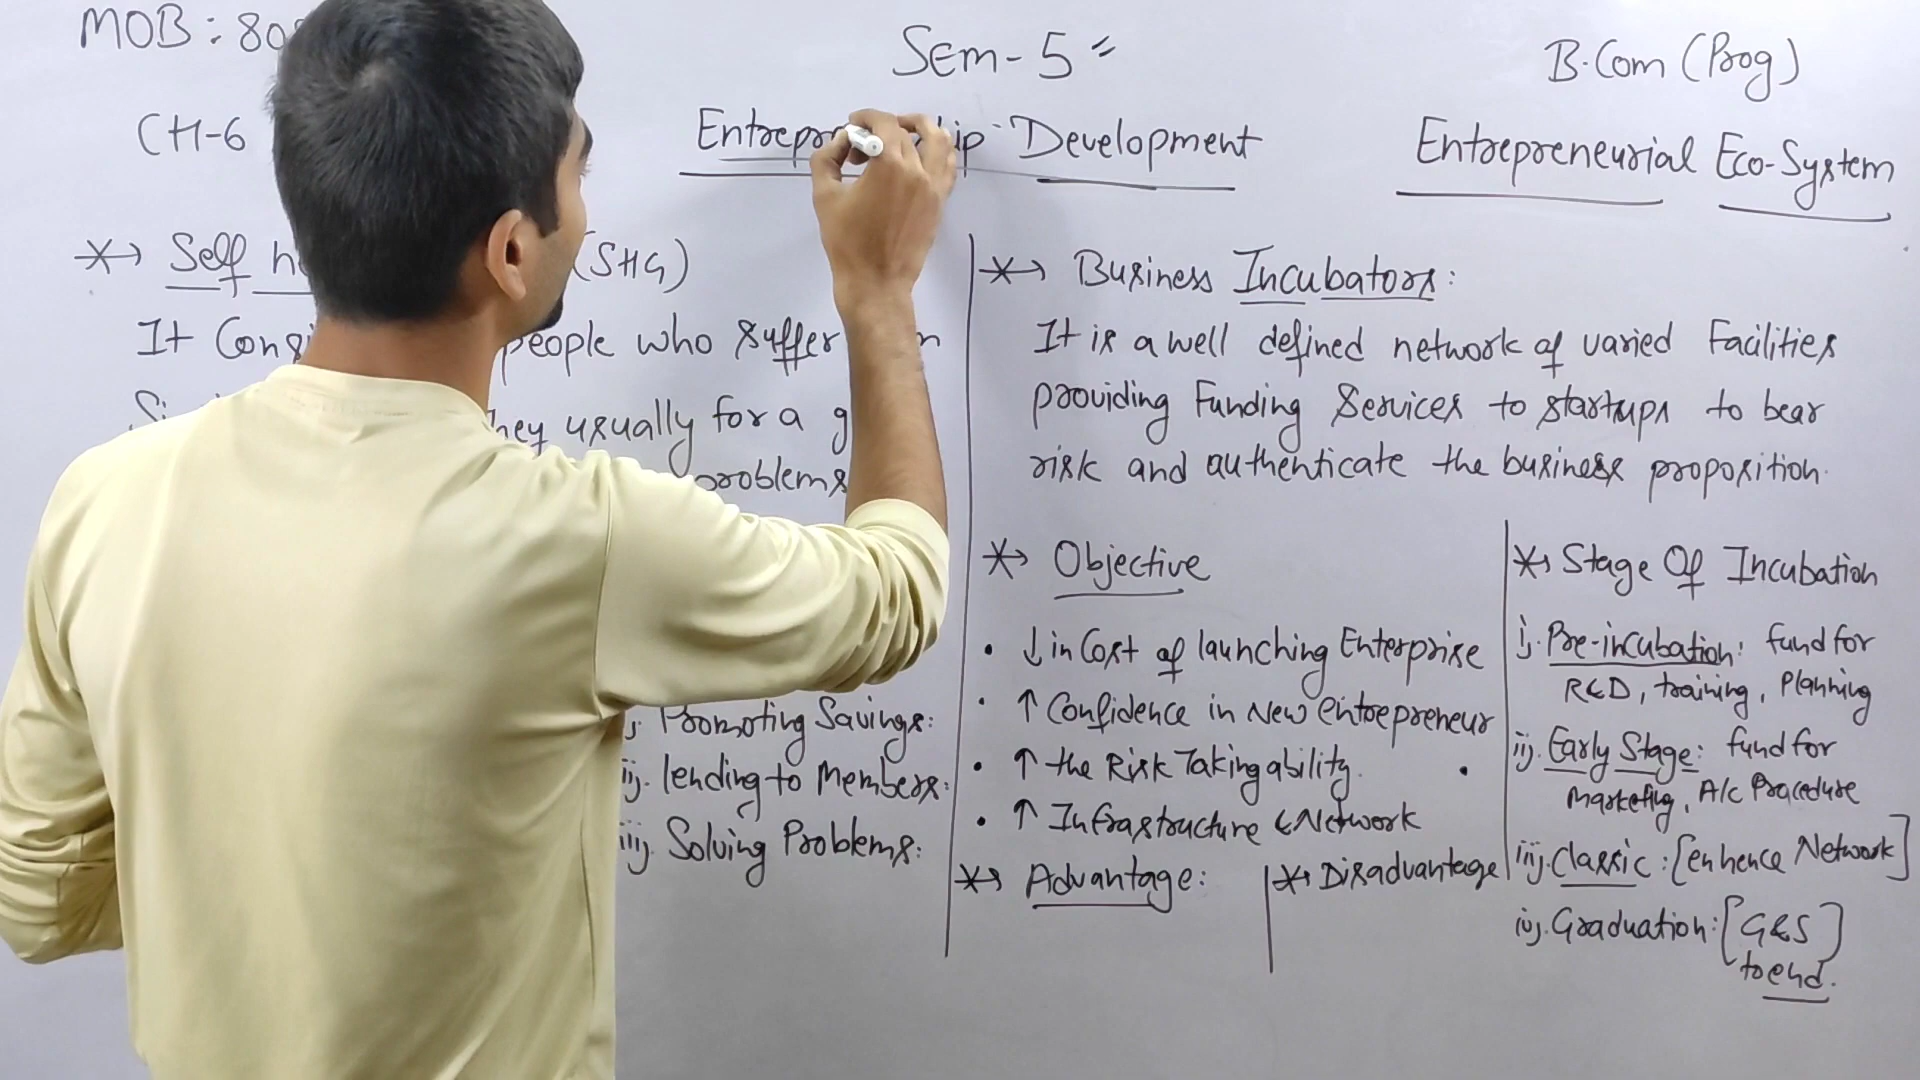 MOB : 80
Sem - 5
B.Com (Prog)
CH-6
Development
Entrepreneurial Eco-System
*→ Self (SHG)
It people who suffer
usually for a
problems
i) Promoting Savings:
ii). lending to Members:
iii). Solving Problems:
*→ Business Incubators :
It is a well defined network of varied Facilities
providing Funding Services to startups to bear
risk and authenticate the business proposition.
*→ Objective
• ↓ in Cost of launching Enterprise
• ↑ Confidence in New entrepreneur
• ↑ the Risk Taking ability.
• ↑ Infrastructure & Network
*→ Advantage:
*→ Disadvantage
*→ Stage Of Incubation
i). Pre-incubation: fund for
R&D, training, Planning
ii). Early Stage: fund for
Marketing, A/c Procedure
iii). Classic : [enhence Network]
iv). Graduation: [G&S]
to end.